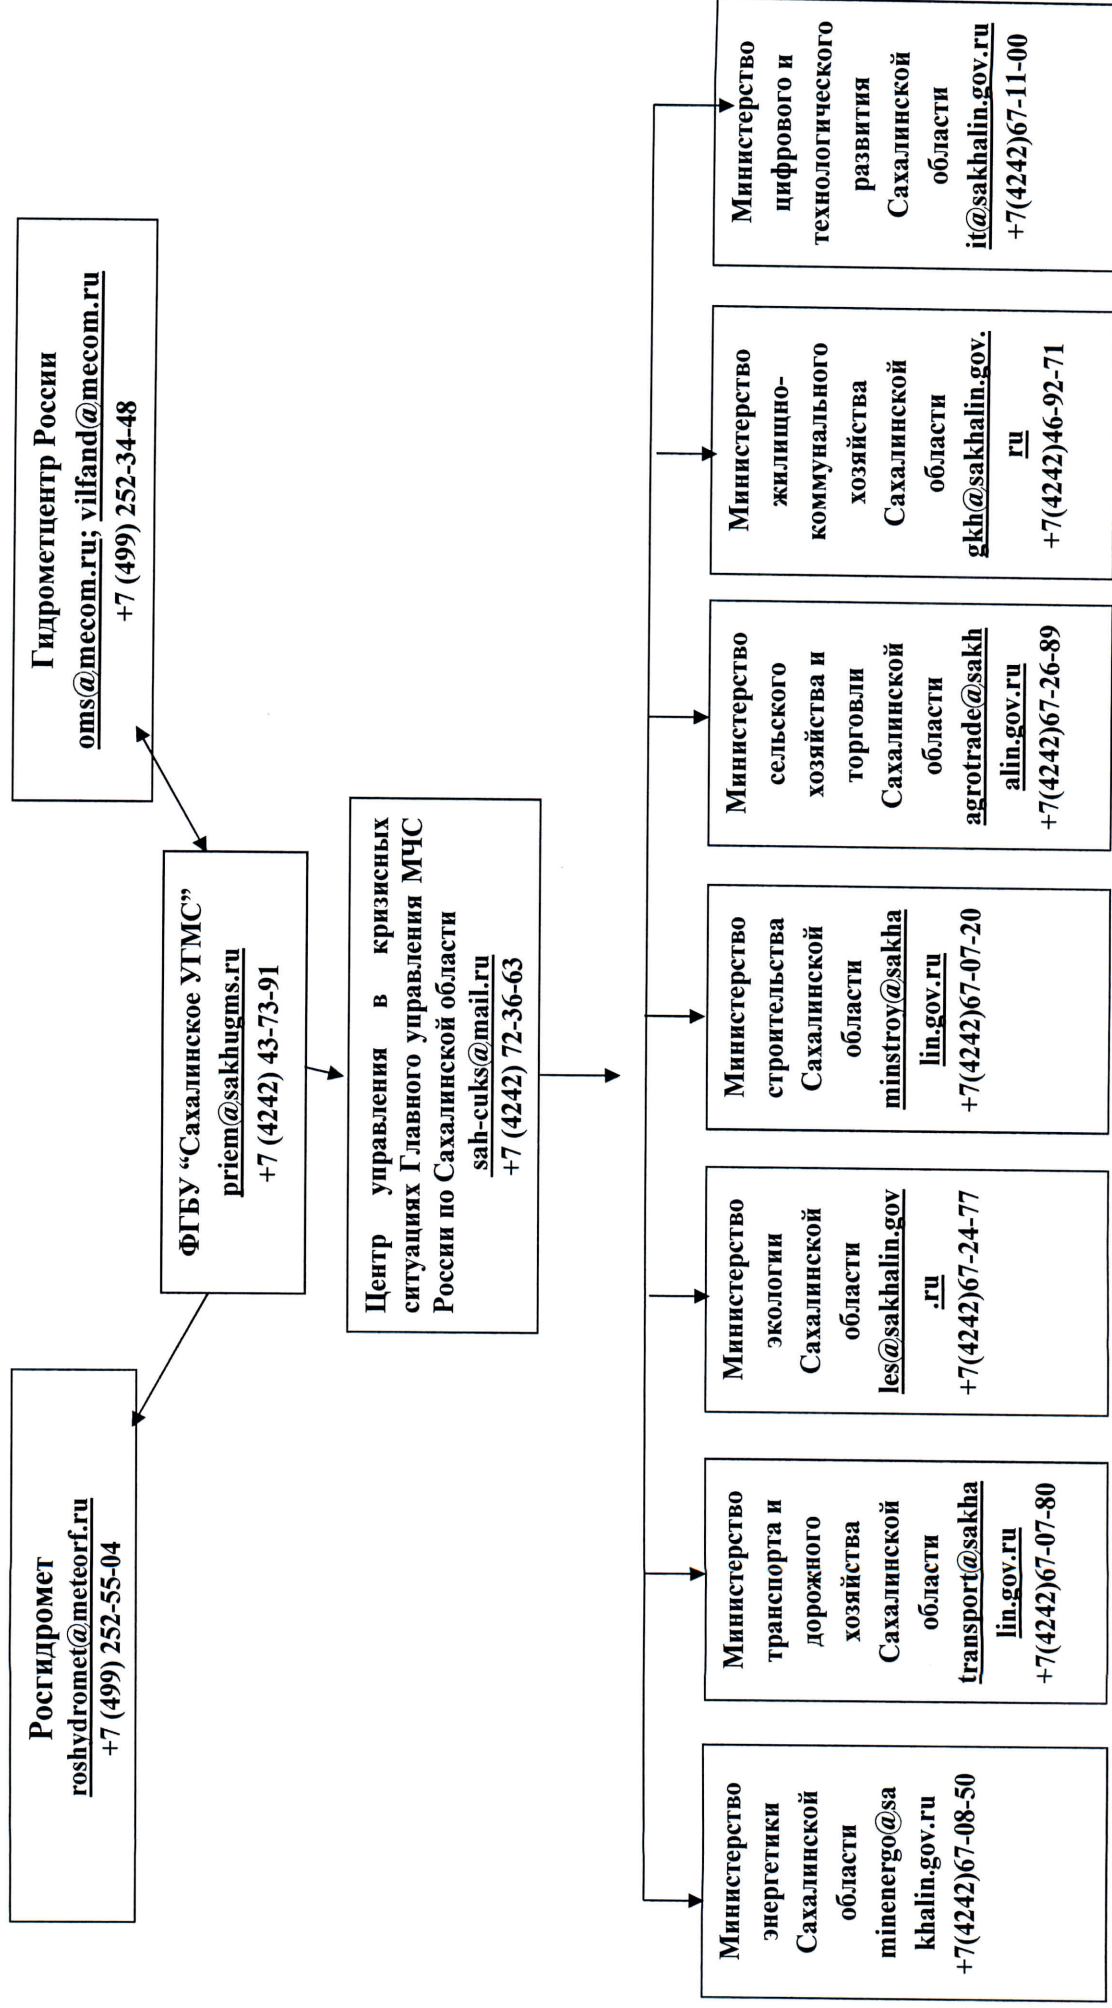 Росгидромет
roshydromet@meteorf.ru
+7 (499) 252-55-04
Гидрометцентр России
oms@mecom.ru; vilfand@mecom.ru
+7 (499) 252-34-48
ФГБУ “Сахалинское УГМС”
priem@sakhugms.ru
+7 (4242) 43-73-91
Центр управления в кризисных
ситуациях Главного управления МЧС
России по Сахалинской области
sah-cuks@mail.ru
+7 (4242) 72-36-63
Министерство
энергетики
Сахалинской
области
minenergo@sa
khalin.gov.ru
+7(4242)67-08-50
Министерство
транспорта и
дорожного
хозяйства
Сахалинской
области
transport@sakha
lin.gov.ru
+7(4242)67-07-80
Министерство
экологии
Сахалинской
области
les@sakhalin.gov
.ru
+7(4242)67-24-77
Министерство
строительства
Сахалинской
области
minstroy@sakha
lin.gov.ru
+7(4242)67-07-20
Министерство
сельского
хозяйства и
торговли
Сахалинской
области
agrotrade@sakh
alin.gov.ru
+7(4242)67-26-89
Министерство
жилищно-
коммунального
хозяйства
Сахалинской
области
gkh@sakhalin.gov.
ru
+7(4242)46-92-71
Министерство
цифрового и
технологического
развития
Сахалинской
области
it@sakhalin.gov.ru
+7(4242)67-11-00